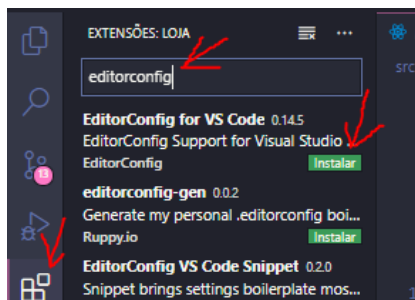 EXTENSÕES: LOJA
editorconfig
src
EditorConfig for VS Code 0.14.5
EditorConfig Support for Visual Studio ...
EditorConfig Instalar
13
editorconfig-gen 0.0.2
Generate my personal .editorconfig boi...
Ruppy.io Instalar
EditorConfig VS Code Snippet 0.2.0
Snippet brings settings boilerplate mos...